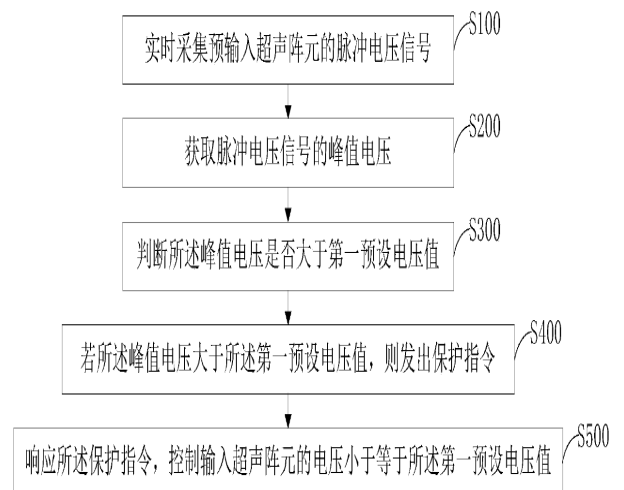 实时采集预输入超声阵元的脉冲电压信号
S100
获取脉冲电压信号的峰值电压
S200
判断所述峰值电压是否大于第一预设电压值
S300
若所述峰值电压大于所述第一预设电压值，则发出保护指令
S400
响应所述保护指令，控制输入超声阵元的电压小于等于所述第一预设电压值
S500